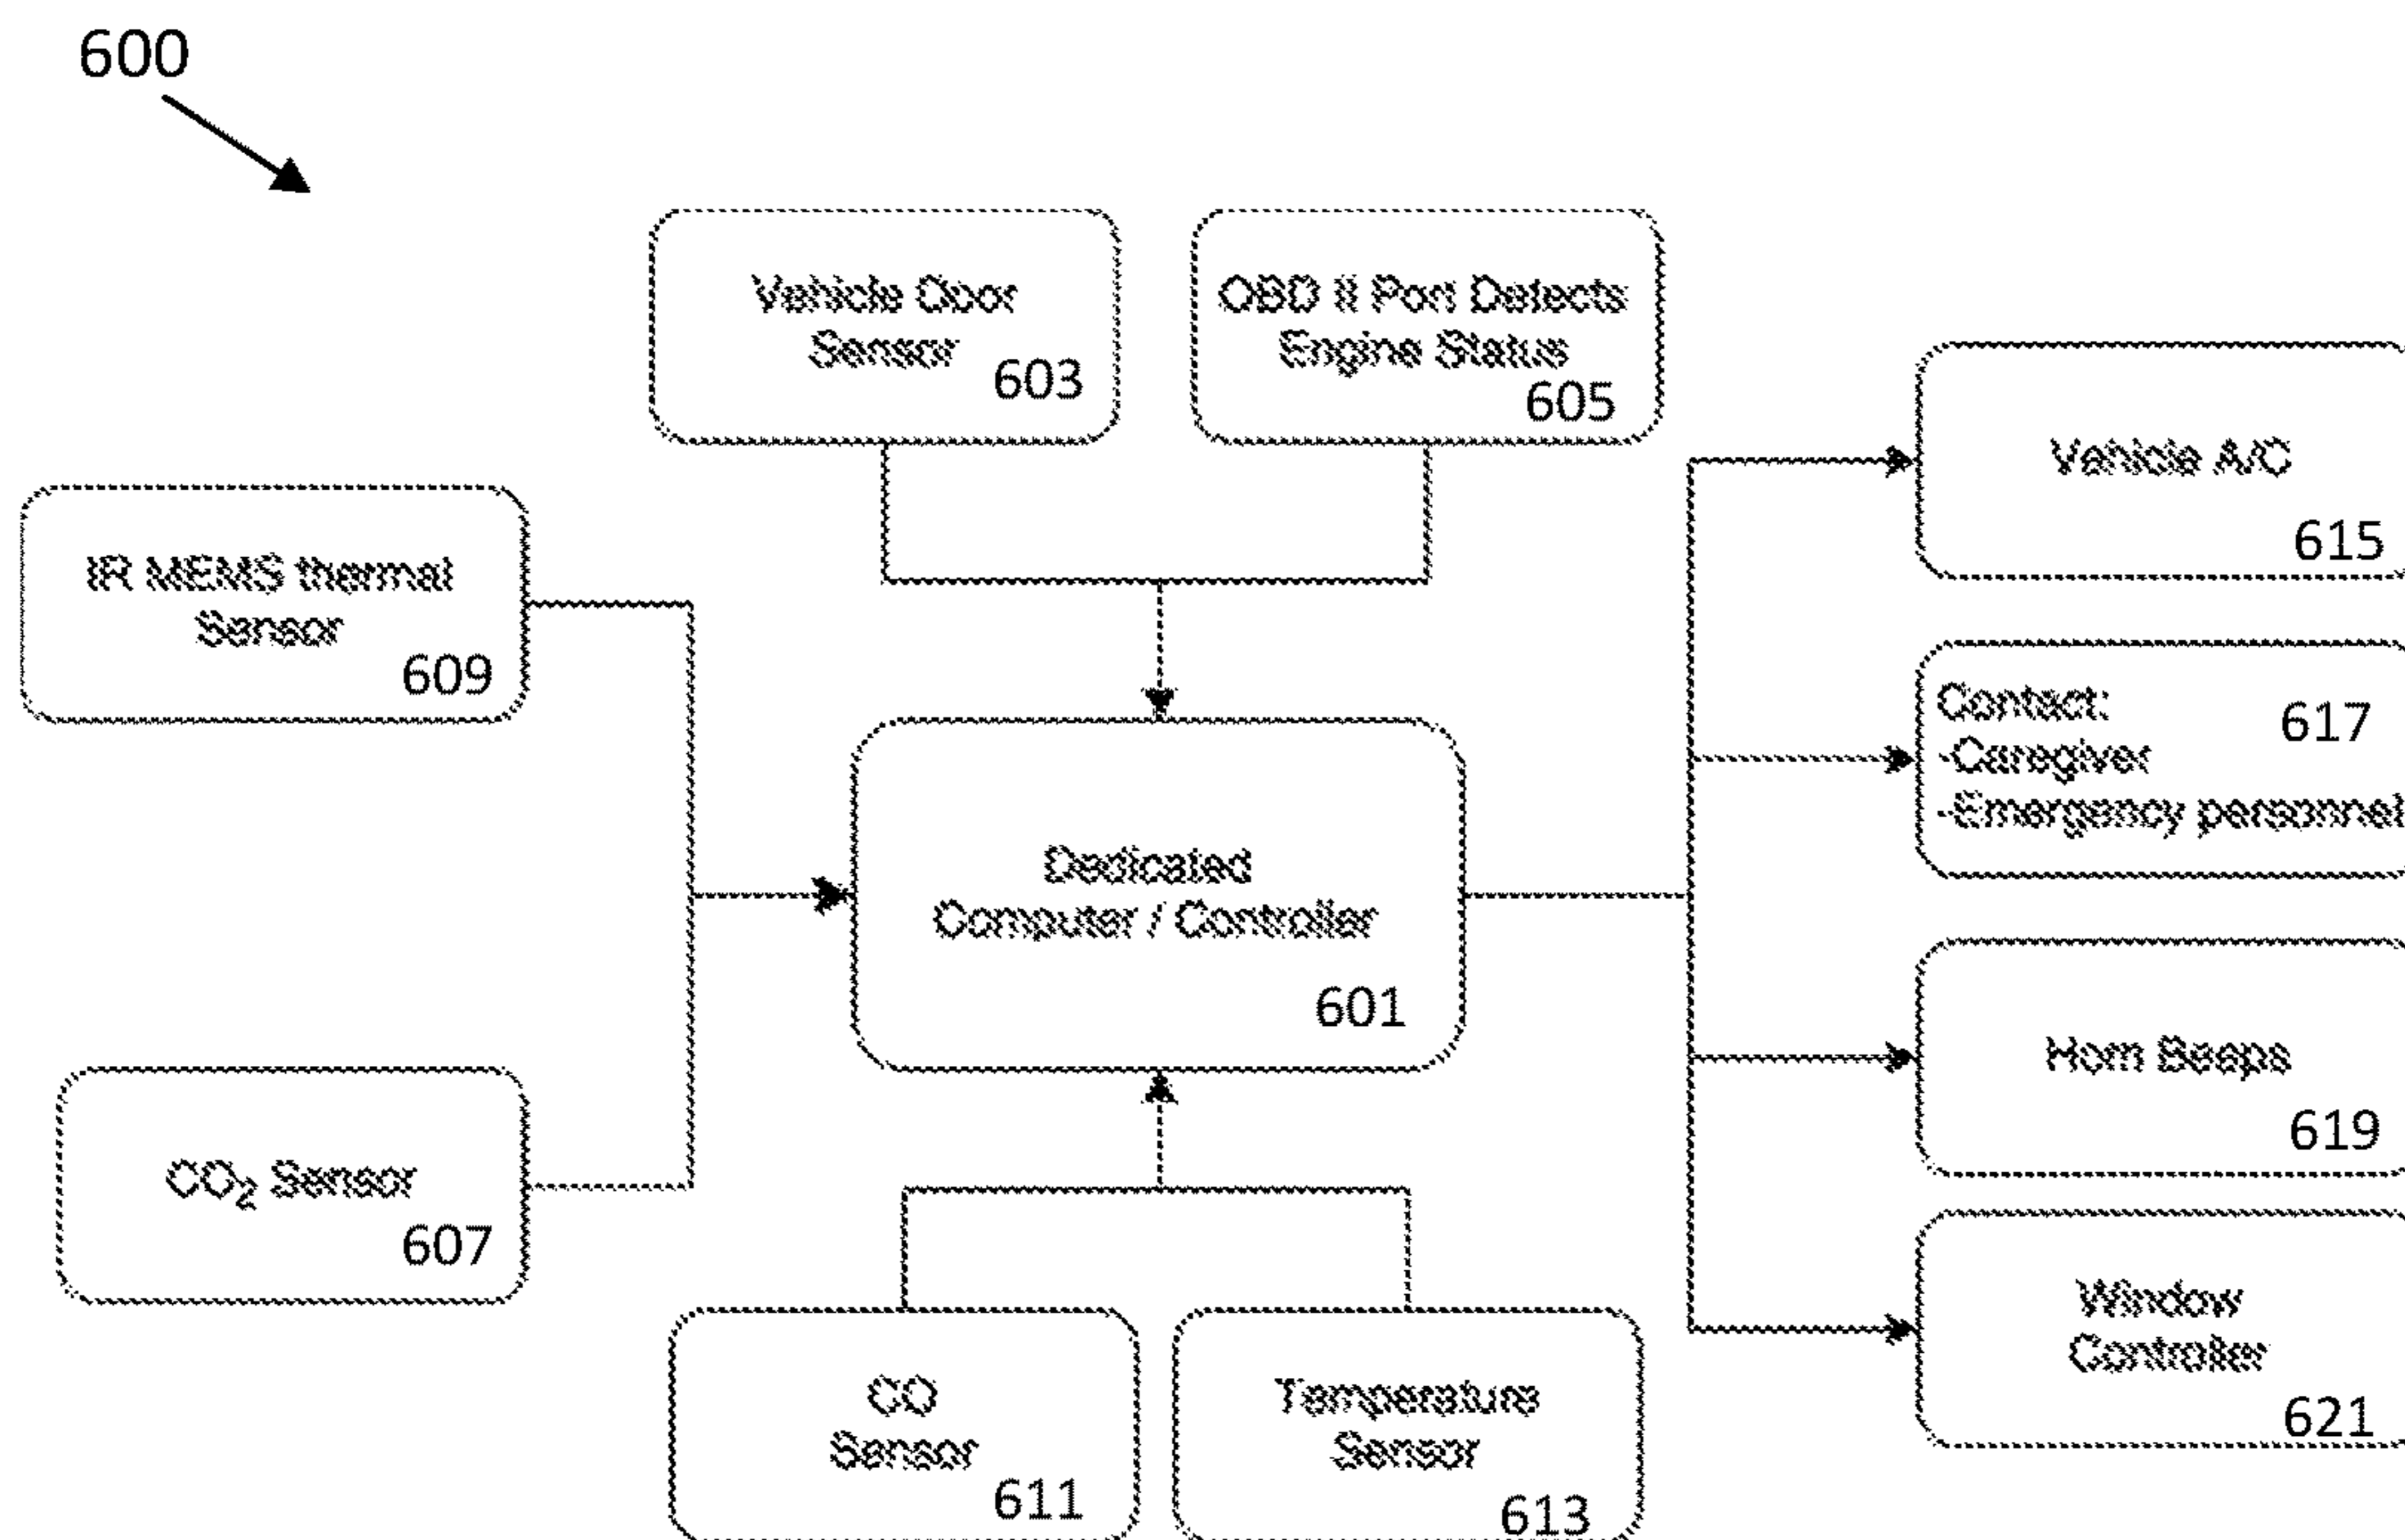 600
Vehicle Door
Sensor
603
OBD II Port Detects
Engine Status
605
Vehicle A/C
615
IR MEMS thermal
Sensor
609
Contact:
617
-Caregiver
-Emergency personnel
Dedicated
Computer / Controller
601
Horn Beeps
619
CO₂ Sensor
607
Window
Controller
621
CO
Sensor
611
Temperature
Sensor
613